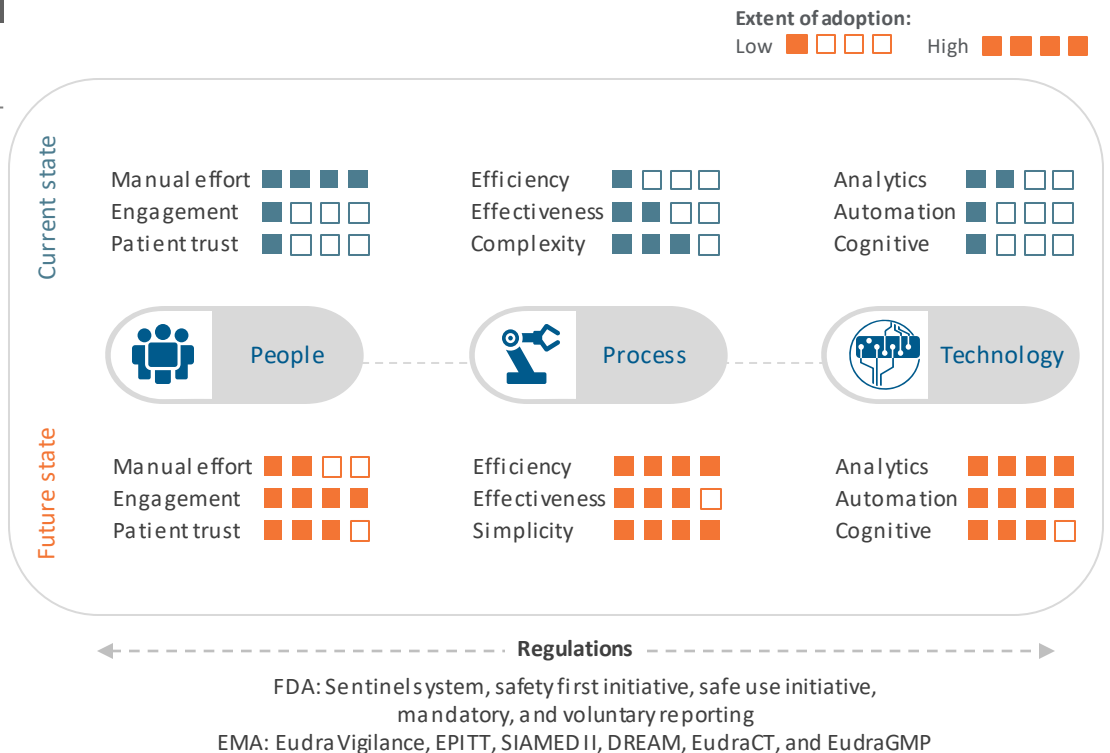 Extent of adoption:
Low High
Current state
Manual effort
Engagement
Patient trust
Efficiency
Effectiveness
Complexity
Analytics
Automation
Cognitive
People
Process
Technology
Future state
Manual effort
Engagement
Patient trust
Efficiency
Effectiveness
Simplicity
Analytics
Automation
Cognitive
Regulations
FDA: Sentinel system, safety first initiative, safe use initiative,
mandatory, and voluntary reporting
EMA: EudraVigilance, EPITT, SIAMED II, DREAM, EudraCT, and EudraGMP